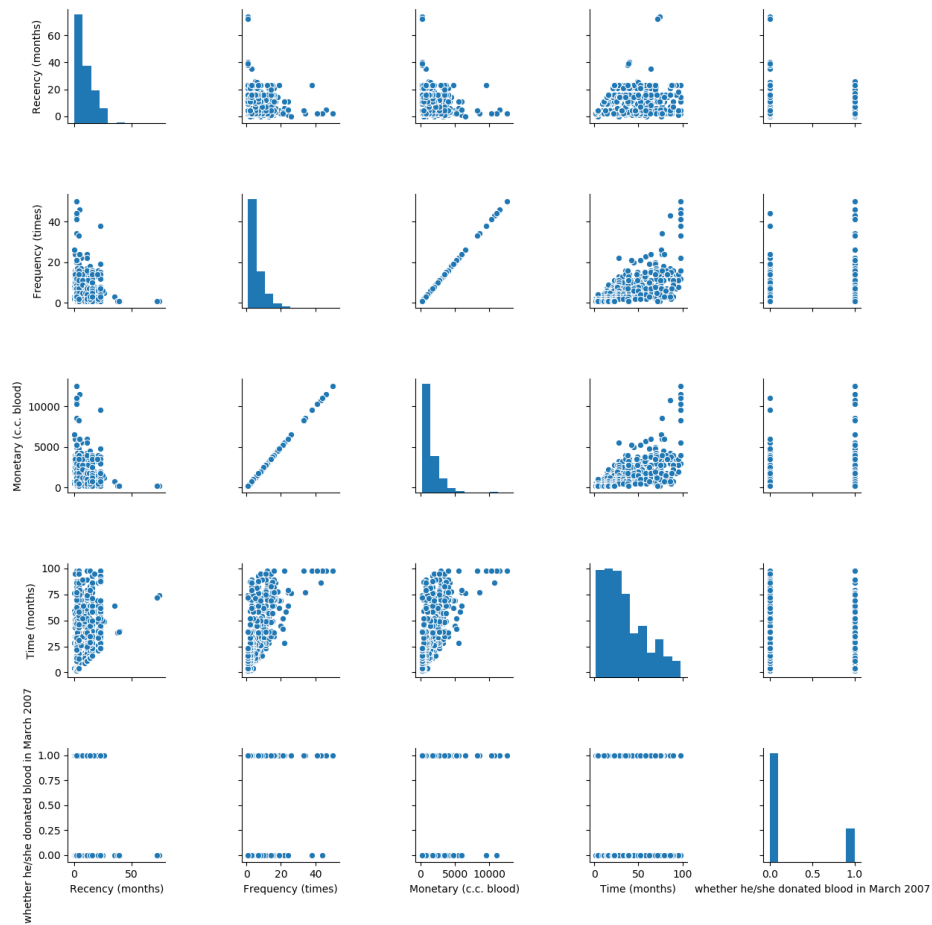 Recency (months)
60
40
20
0
Frequency (times)
40
20
0
Monetary (c.c. blood)
10000
5000
0
Time (months)
100
75
50
25
0
whether he/she donated blood in March 2007
1.00
0.75
0.50
0.25
0.00
0 50
Recency (months)
0 20 40
Frequency (times)
0 5000 10000
Monetary (c.c. blood)
0 50 100
Time (months)
0.0 0.5 1.0
whether he/she donated blood in March 2007